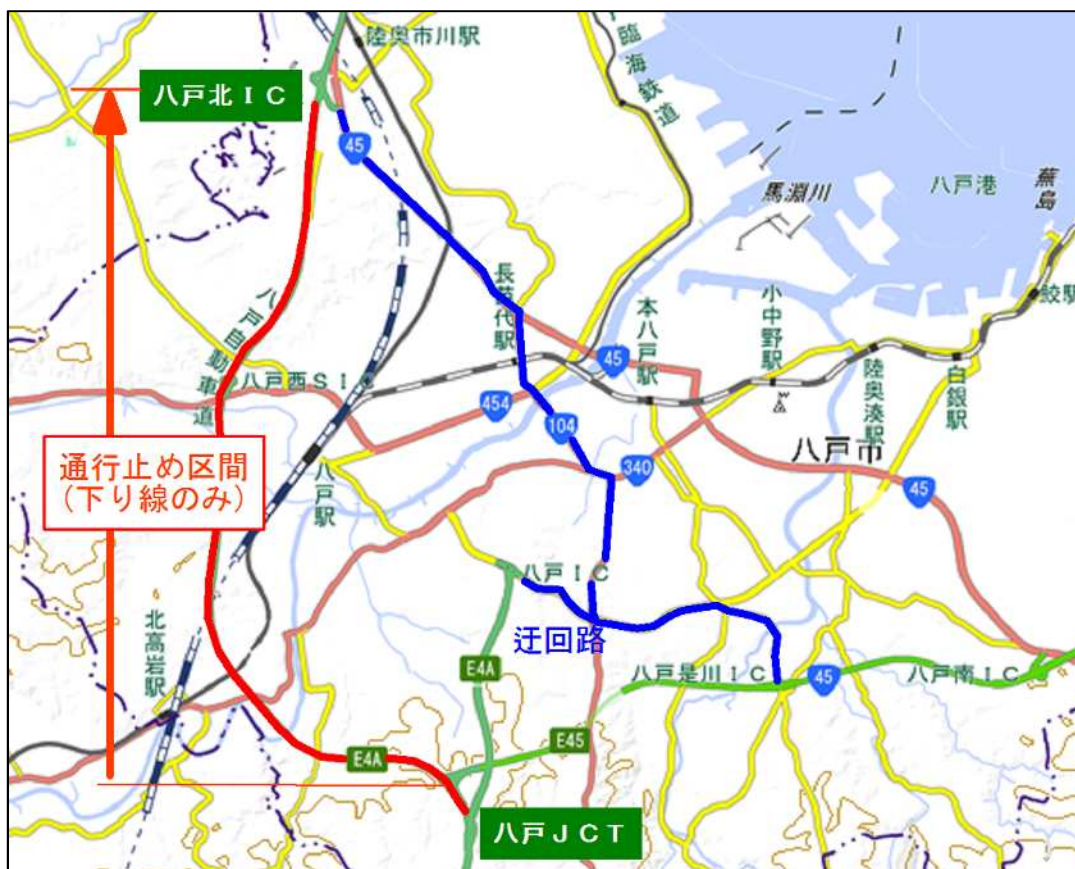 陸奥市川駅
臨海鉄道
八戸北IC
45
馬淵川
八戸港
蕪島
鮫駅
八戸自動車道
長苗代駅
本八戸駅
小中野駅
陸奥湊駅
白銀駅
八戸西SIC
45
454
104
340
八戸市
45
通行止め区間
(下り線のみ)
八戸駅
八戸IC
迂回路
北高岩駅
E4A
八戸是川IC
45
八戸南IC
E4A
E45
八戸JCT